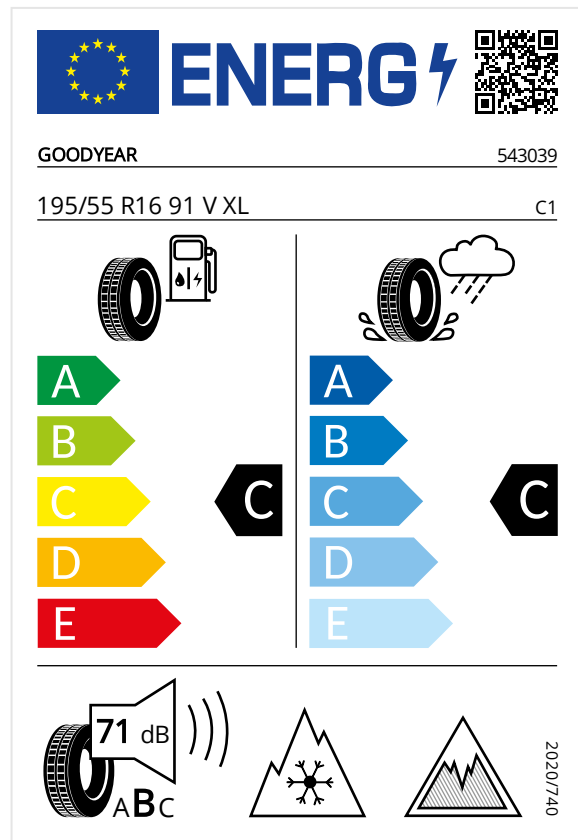 ENERG
GOODYEAR 543039
195/55 R16 91 V XL C1
A A
B B
C C C C
D D
E E
71 dB
ABC
2020/740